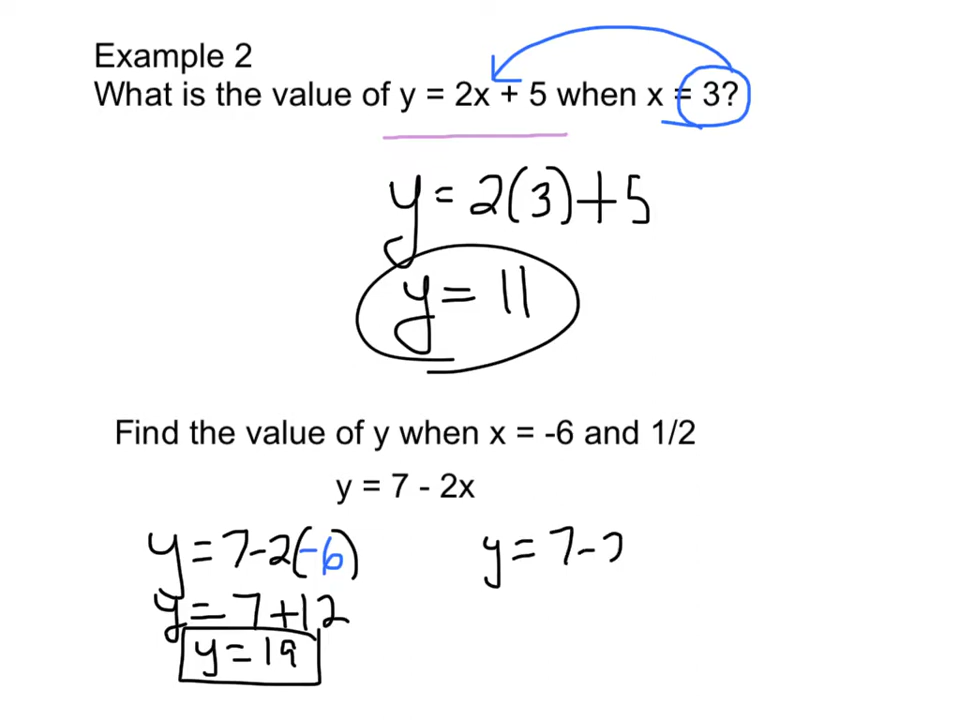 Example 2
What is the value of y = 2x + 5 when x = 3?
y = 2(3)+5
y = 11
Find the value of y when x = -6 and 1/2
y = 7 - 2x
y = 7-2(-6)
y = 7-
y = 7+12
y = 19